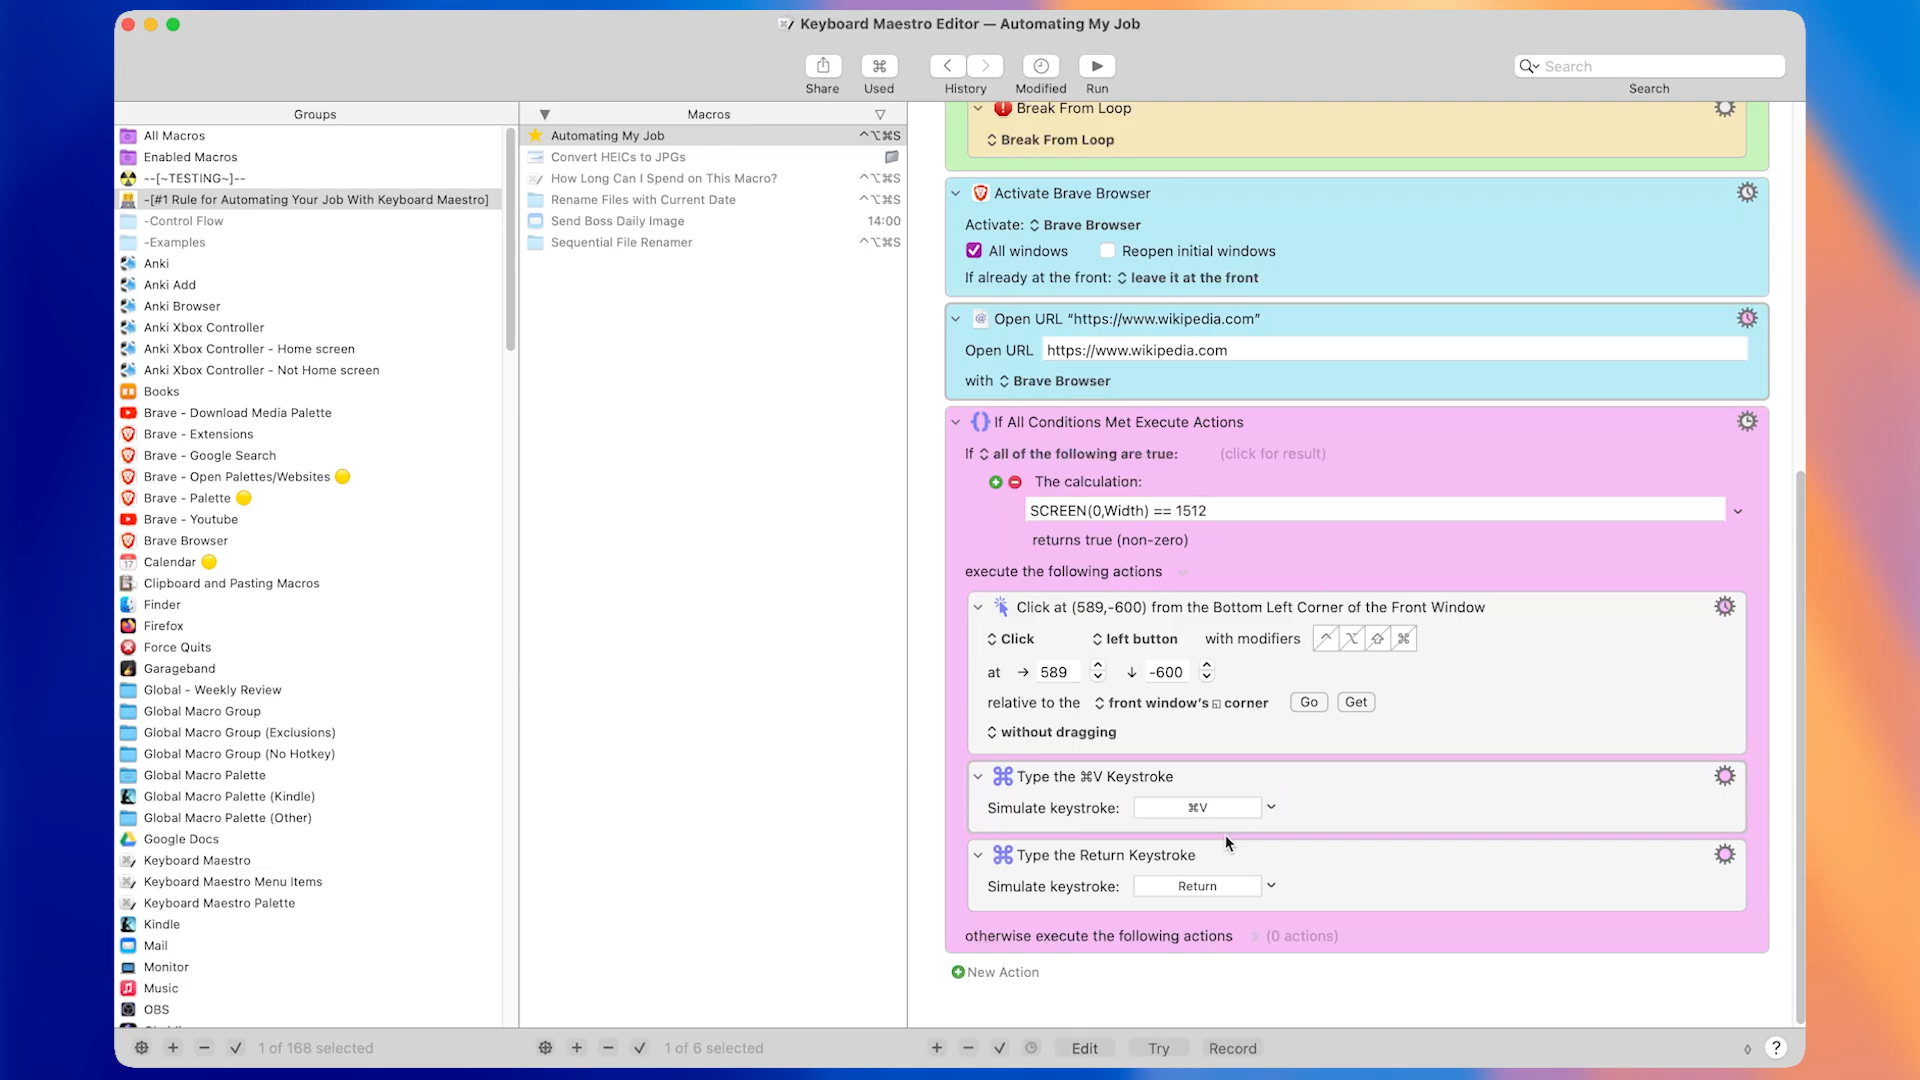 Keyboard Maestro Editor — Automating My Job
Share
Used
History
Modified
Run
Search
Search
Groups
All Macros
Enabled Macros
--[~TESTING~]--
-[#1 Rule for Automating Your Job With Keyboard Maestro]
-Control Flow
-Examples
Anki
Anki Add
Anki Browser
Anki Xbox Controller
Anki Xbox Controller - Home screen
Anki Xbox Controller - Not Home screen
Books
Brave - Download Media Palette
Brave - Extensions
Brave - Google Search
Brave - Open Palettes/Websites
Brave - Palette
Brave - Youtube
Brave Browser
Calendar
Clipboard and Pasting Macros
Finder
Firefox
Force Quits
Garageband
Global - Weekly Review
Global Macro Group
Global Macro Group (Exclusions)
Global Macro Group (No Hotkey)
Global Macro Palette
Global Macro Palette (Kindle)
Global Macro Palette (Other)
Google Docs
Keyboard Maestro
Keyboard Maestro Menu Items
Keyboard Maestro Palette
Kindle
Mail
Monitor
Music
OBS
1 of 168 selected
Macros
Automating My Job ^⌥⌘S
Convert HEICs to JPGs
How Long Can I Spend on This Macro? ^⌥⌘S
Rename Files with Current Date ^⌥⌘S
Send Boss Daily Image 14:00
Sequential File Renamer ^⌥⌘S
1 of 6 selected
Break From Loop
Break From Loop
Activate Brave Browser
Activate: Brave Browser
All windows Reopen initial windows
If already at the front: leave it at the front
Open URL “https://www.wikipedia.com”
Open URL https://www.wikipedia.com
with Brave Browser
If All Conditions Met Execute Actions
If all of the following are true: (click for result)
The calculation:
SCREEN(0,Width) == 1512
returns true (non-zero)
execute the following actions
Click at (589,-600) from the Bottom Left Corner of the Front Window
Click left button with modifiers ^ ⌥ ⇧ ⌘
at → 589 ↓ -600
relative to the front window's corner Go Get
without dragging
Type the ⌘V Keystroke
Simulate keystroke: ⌘V
Type the Return Keystroke
Simulate keystroke: Return
otherwise execute the following actions (0 actions)
New Action
Edit Try Record